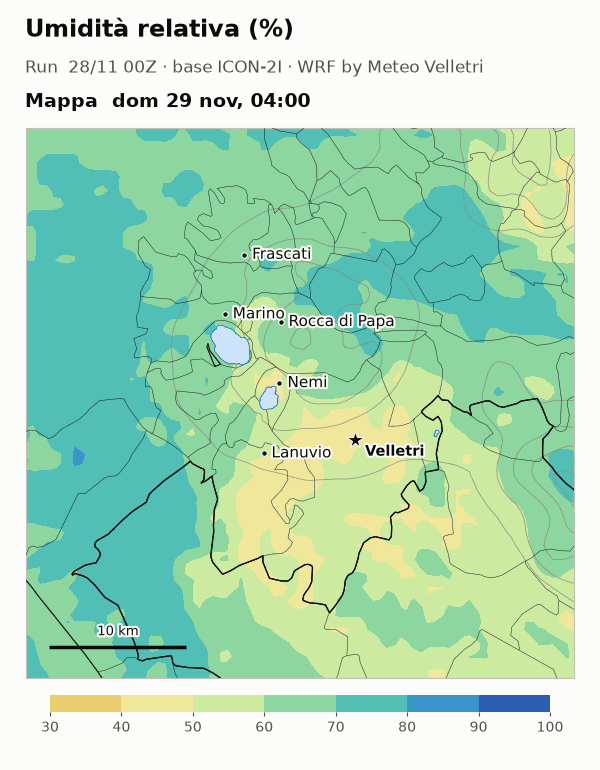 Umidità relativa (%)
Run  28/11 00Z · base ICON-2I · WRF by Meteo Velletri
Mappa  dom 29 nov, 04:00
Frascati
Marino
Rocca di Papa
Nemi
Velletri
Lanuvio
10 km
30 40 50 60 70 80 90 100